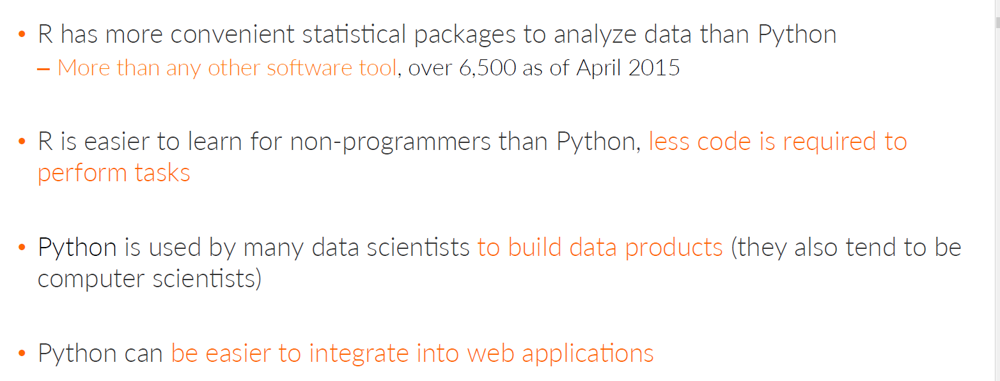 • R has more convenient statistical packages to analyze data than Python
– More than any other software tool, over 6,500 as of April 2015
• R is easier to learn for non-programmers than Python, less code is required to
perform tasks
• Python is used by many data scientists to build data products (they also tend to be
computer scientists)
• Python can be easier to integrate into web applications